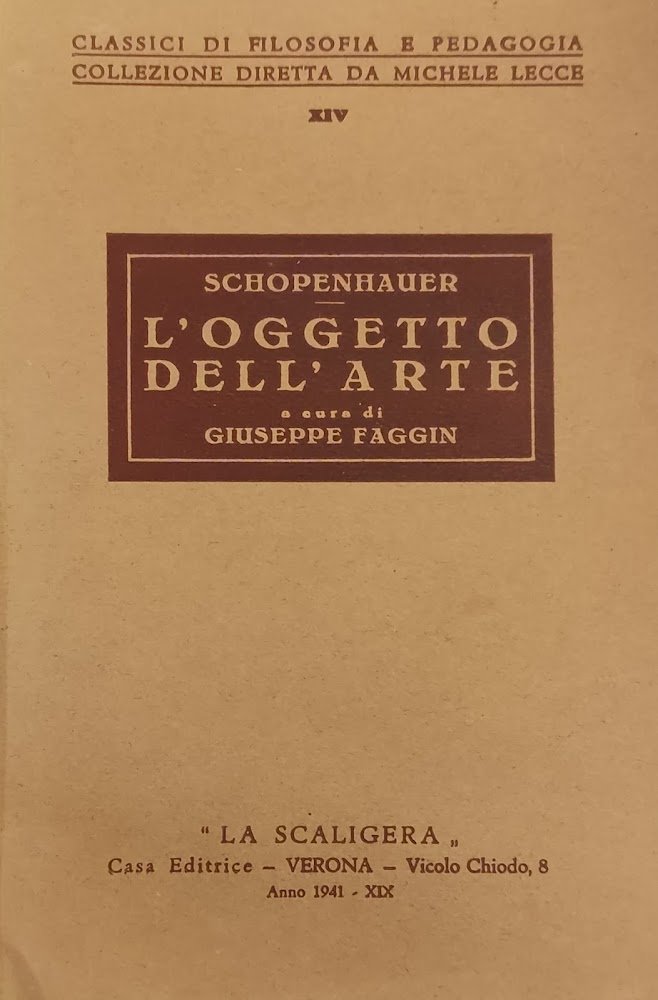 CLASSICI DI FILOSOFIA E PEDAGOGIA
COLLEZIONE DIRETTA DA MICHELE LECCE
XIV
SCHOPENHAUER
L'OGGETTO
DELL'ARTE
a cura di
GIUSEPPE FAGGIN
“ LA SCALIGERA „
Casa Editrice – VERONA – Vicolo Chiodo, 8
Anno 1941 - XIX